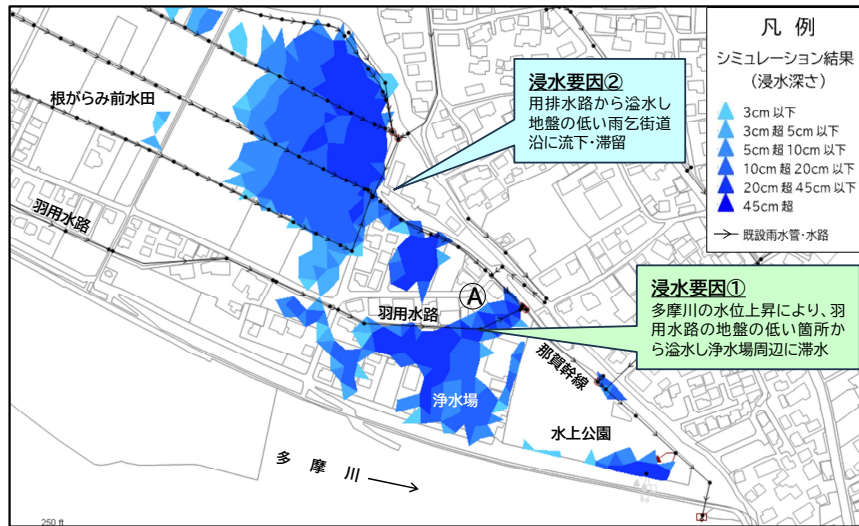 凡 例
シミュレーション結果
(浸水深さ)
3cm 以下
3cm 超 5cm 以下
5cm 超 10cm 以下
10cm 超 20cm 以下
20cm 超 45cm 以下
45cm 超
既設雨水管・水路
浸水要因②
用排水路から溢水し
地盤の低い雨乞街道
沿に流下・滞留
根がらみ前水田
羽用水路
浸水要因①
多摩川の水位上昇により、羽
用水路の地盤の低い箇所か
ら溢水し浄水場周辺に滞水
Ⓐ
羽用水路
那賀幹線
浄水場
水上公園
多 摩 川
250 ft